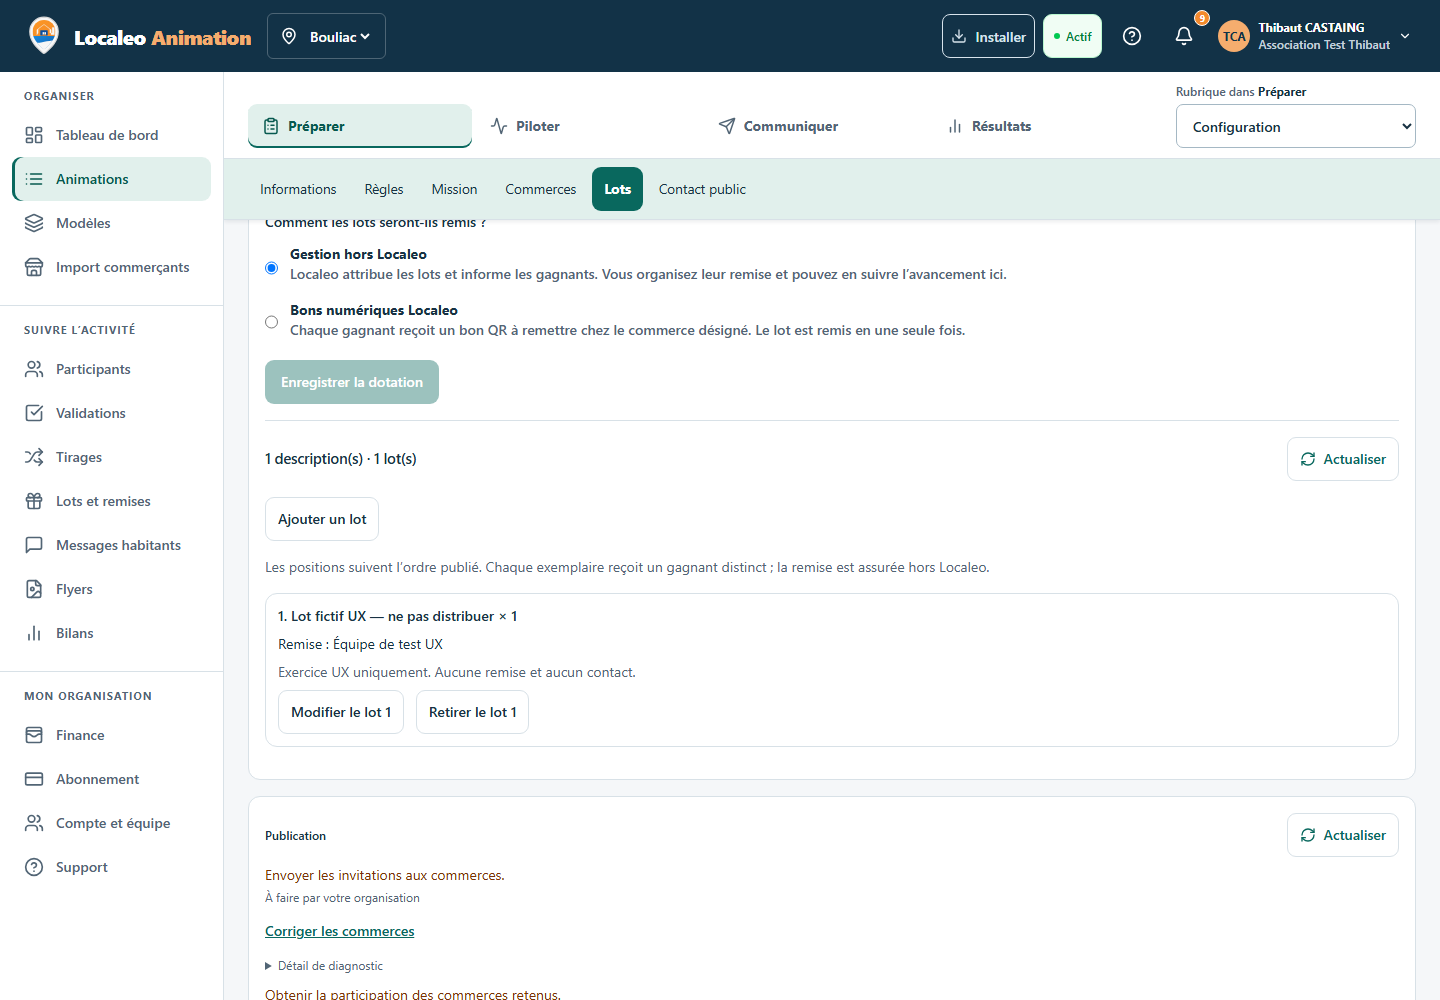 Localeo Animation
Bouliac
Installer
Actif
9
TCA
Thibaut CASTAING
Association Test Thibaut
ORGANISER
Tableau de bord
Animations
Modèles
Import commerçants
SUIVRE L'ACTIVITÉ
Participants
Validations
Tirages
Lots et remises
Messages habitants
Flyers
Bilans
MON ORGANISATION
Finance
Abonnement
Compte et équipe
Support
Préparer
Piloter
Communiquer
Résultats
Rubrique dans Préparer
Configuration
Informations
Règles
Mission
Commerces
Lots
Contact public
Comment les lots seront-ils remis ?
Gestion hors Localeo
Localeo attribue les lots et informe les gagnants. Vous organisez leur remise et pouvez en suivre l'avancement ici.
Bons numériques Localeo
Chaque gagnant reçoit un bon QR à remettre chez le commerce désigné. Le lot est remis en une seule fois.
Enregistrer la dotation
1 description(s) · 1 lot(s)
Actualiser
Ajouter un lot
Les positions suivent l'ordre publié. Chaque exemplaire reçoit un gagnant distinct ; la remise est assurée hors Localeo.
1. Lot fictif UX — ne pas distribuer × 1
Remise : Équipe de test UX
Exercice UX uniquement. Aucune remise et aucun contact.
Modifier le lot 1
Retirer le lot 1
Publication
Actualiser
Envoyer les invitations aux commerces.
À faire par votre organisation
Corriger les commerces
Détail de diagnostic
Obtenir la participation des commerces retenus.